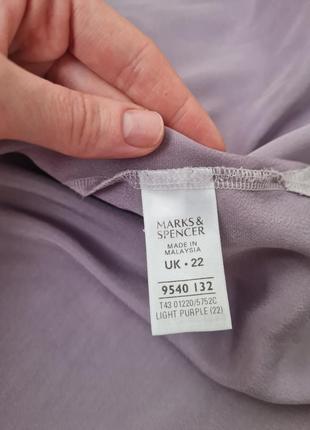 MARKS&
SPENCER
MADE IN
MALAYSIA
UK • 22
9540 132
T43 01220/5752C
LIGHT PURPLE (22)